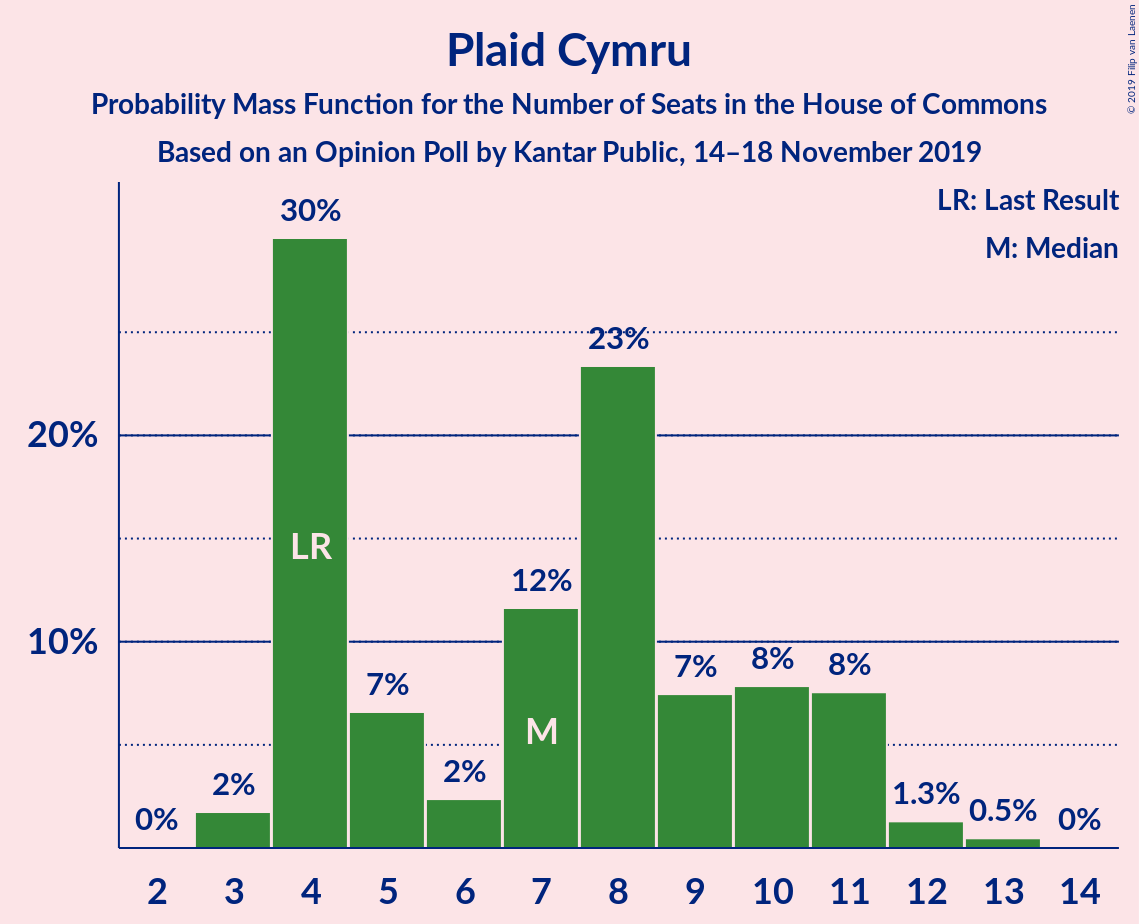 Plaid Cymru
Probability Mass Function for the Number of Seats in the House of Commons
Based on an Opinion Poll by Kantar Public, 14–18 November 2019
© 2019 Filip van Laenen
LR: Last Result
M: Median
30%
23%
20%
LR
12%
10%
7%
8%
8%
7%
M
2%
2%
1.3%
0.5%
0%
0%
2 3 4 5 6 7 8 9 10 11 12 13 14